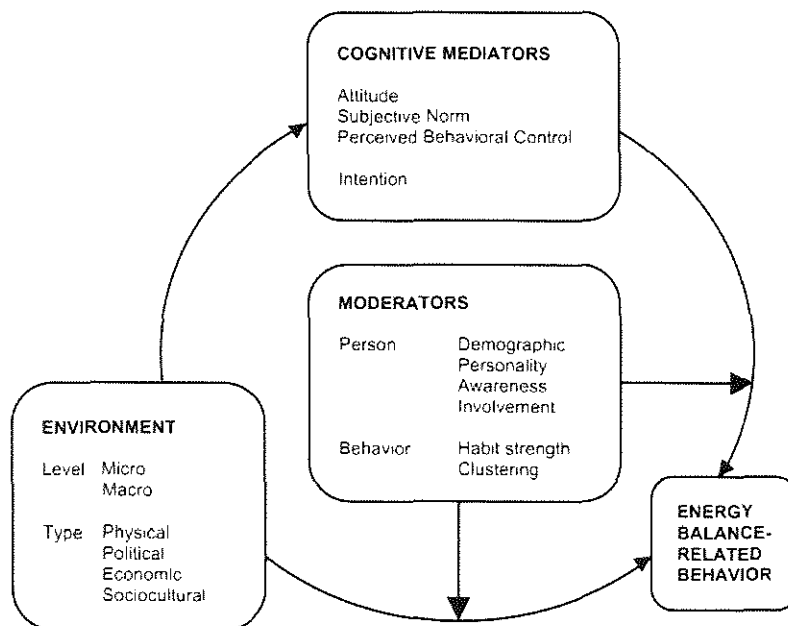 COGNITIVE MEDIATORS
Attitude
Subjective Norm
Perceived Behavioral Control
Intention
MODERATORS
Person Demographic
Personality
Awareness
Involvement
Behavior Habit strength
Clustering
ENVIRONMENT
Level Micro
Macro
Type Physical
Political
Economic
Sociocultural
ENERGY
BALANCE-
RELATED
BEHAVIOR